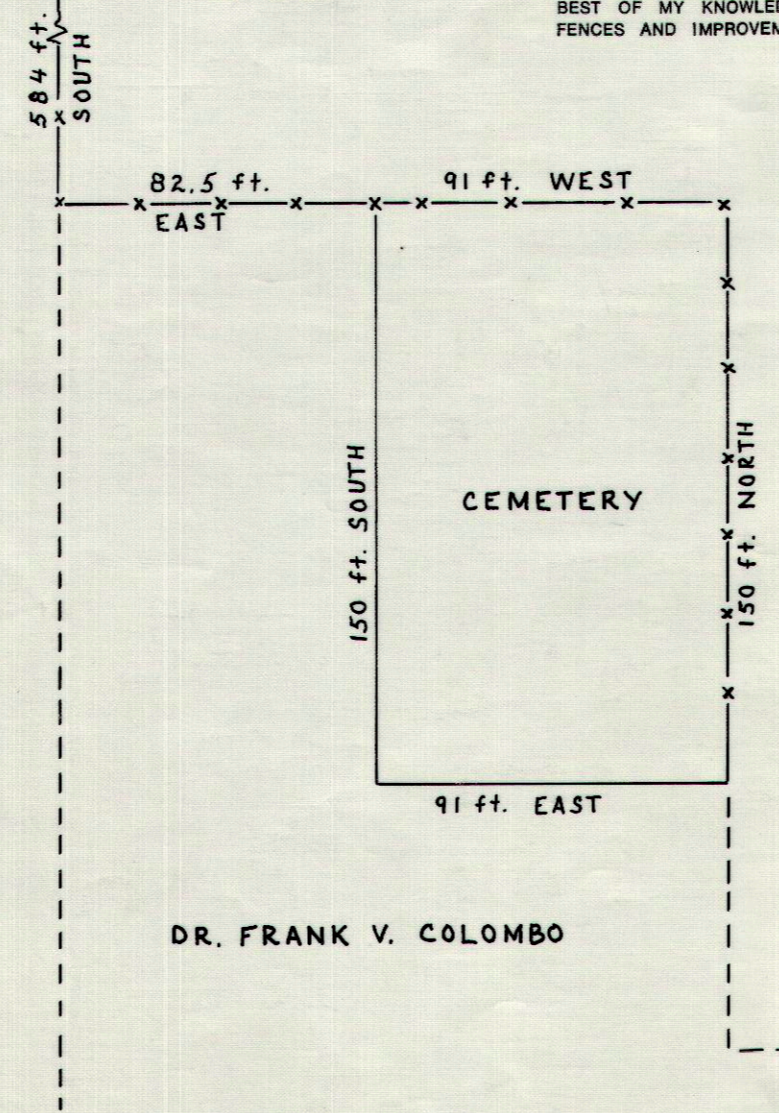 BEST OF MY KNOWLE
FENCES AND IMPROVEM
584 ft.
SOUTH
82.5 ft.
EAST
91 ft. WEST
150 ft. SOUTH
CEMETERY
150 ft. NORTH
91 ft. EAST
DR. FRANK V. COLOMBO